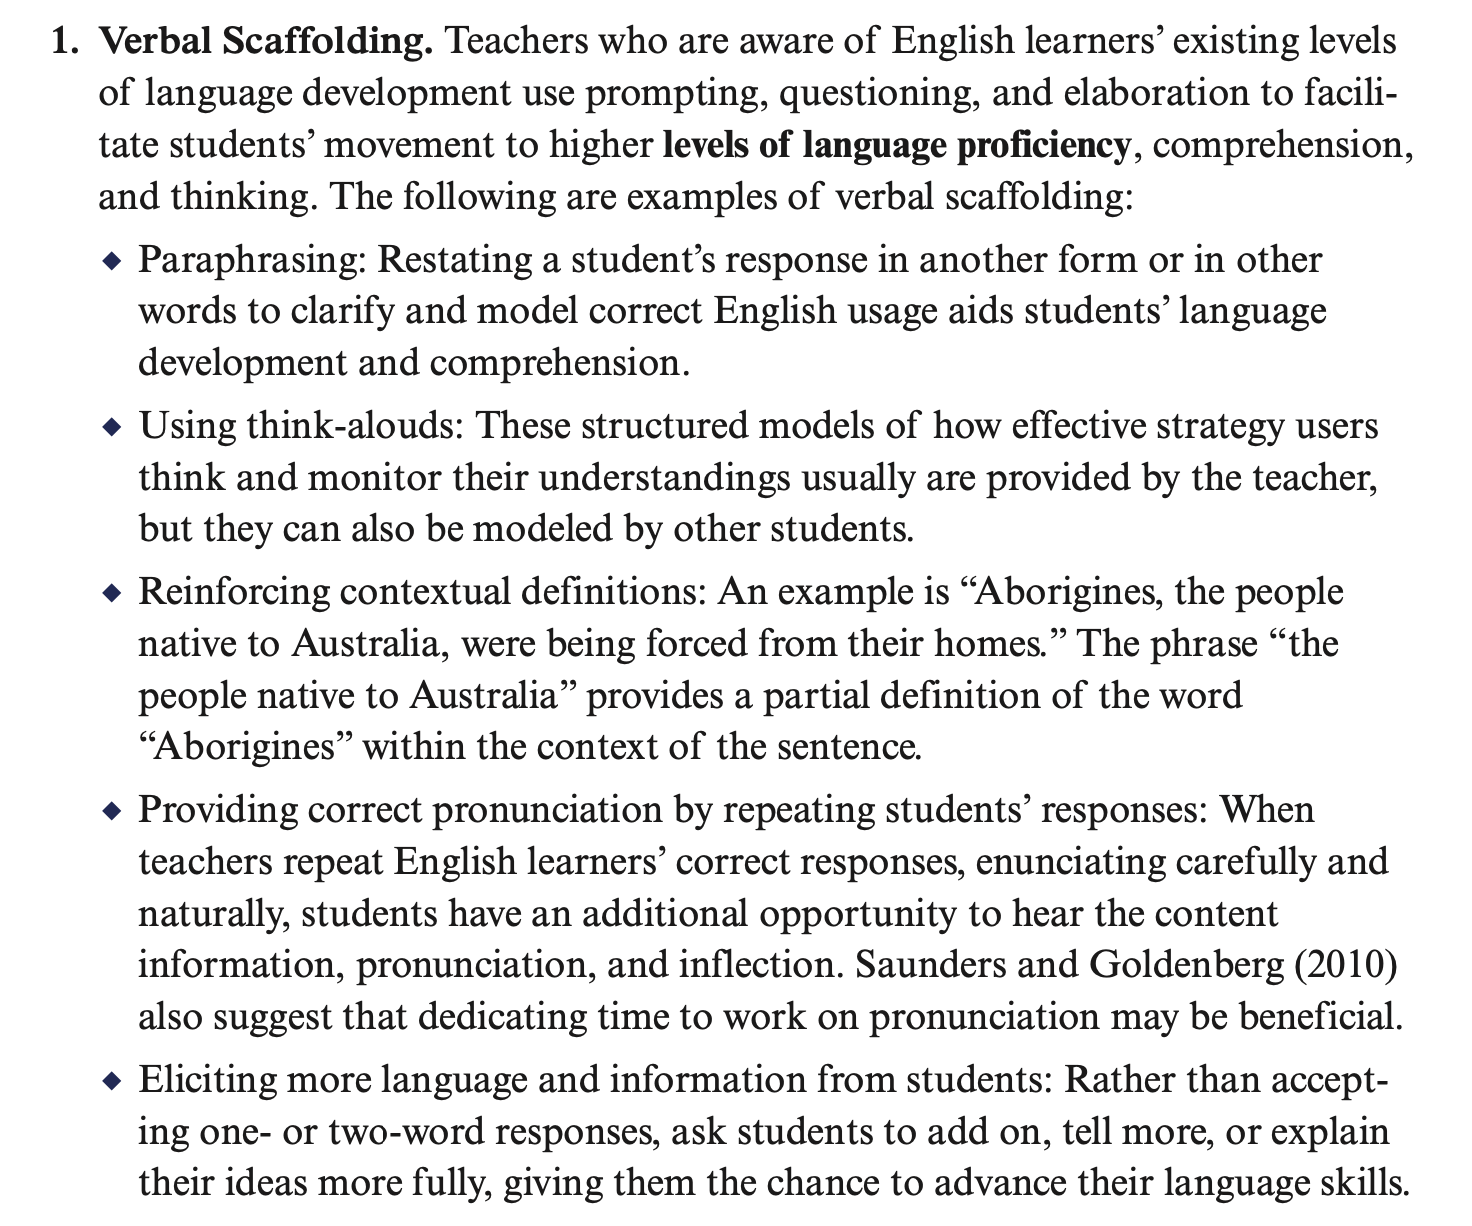 1. Verbal Scaffolding. Teachers who are aware of English learners’ existing levels
of language development use prompting, questioning, and elaboration to facili-
tate students’ movement to higher levels of language proficiency, comprehension,
and thinking. The following are examples of verbal scaffolding:
◆ Paraphrasing: Restating a student’s response in another form or in other
words to clarify and model correct English usage aids students’ language
development and comprehension.
◆ Using think-alouds: These structured models of how effective strategy users
think and monitor their understandings usually are provided by the teacher,
but they can also be modeled by other students.
◆ Reinforcing contextual definitions: An example is “Aborigines, the people
native to Australia, were being forced from their homes.” The phrase “the
people native to Australia” provides a partial definition of the word
“Aborigines” within the context of the sentence.
◆ Providing correct pronunciation by repeating students’ responses: When
teachers repeat English learners’ correct responses, enunciating carefully and
naturally, students have an additional opportunity to hear the content
information, pronunciation, and inflection. Saunders and Goldenberg (2010)
also suggest that dedicating time to work on pronunciation may be beneficial.
◆ Eliciting more language and information from students: Rather than accept-
ing one- or two-word responses, ask students to add on, tell more, or explain
their ideas more fully, giving them the chance to advance their language skills.